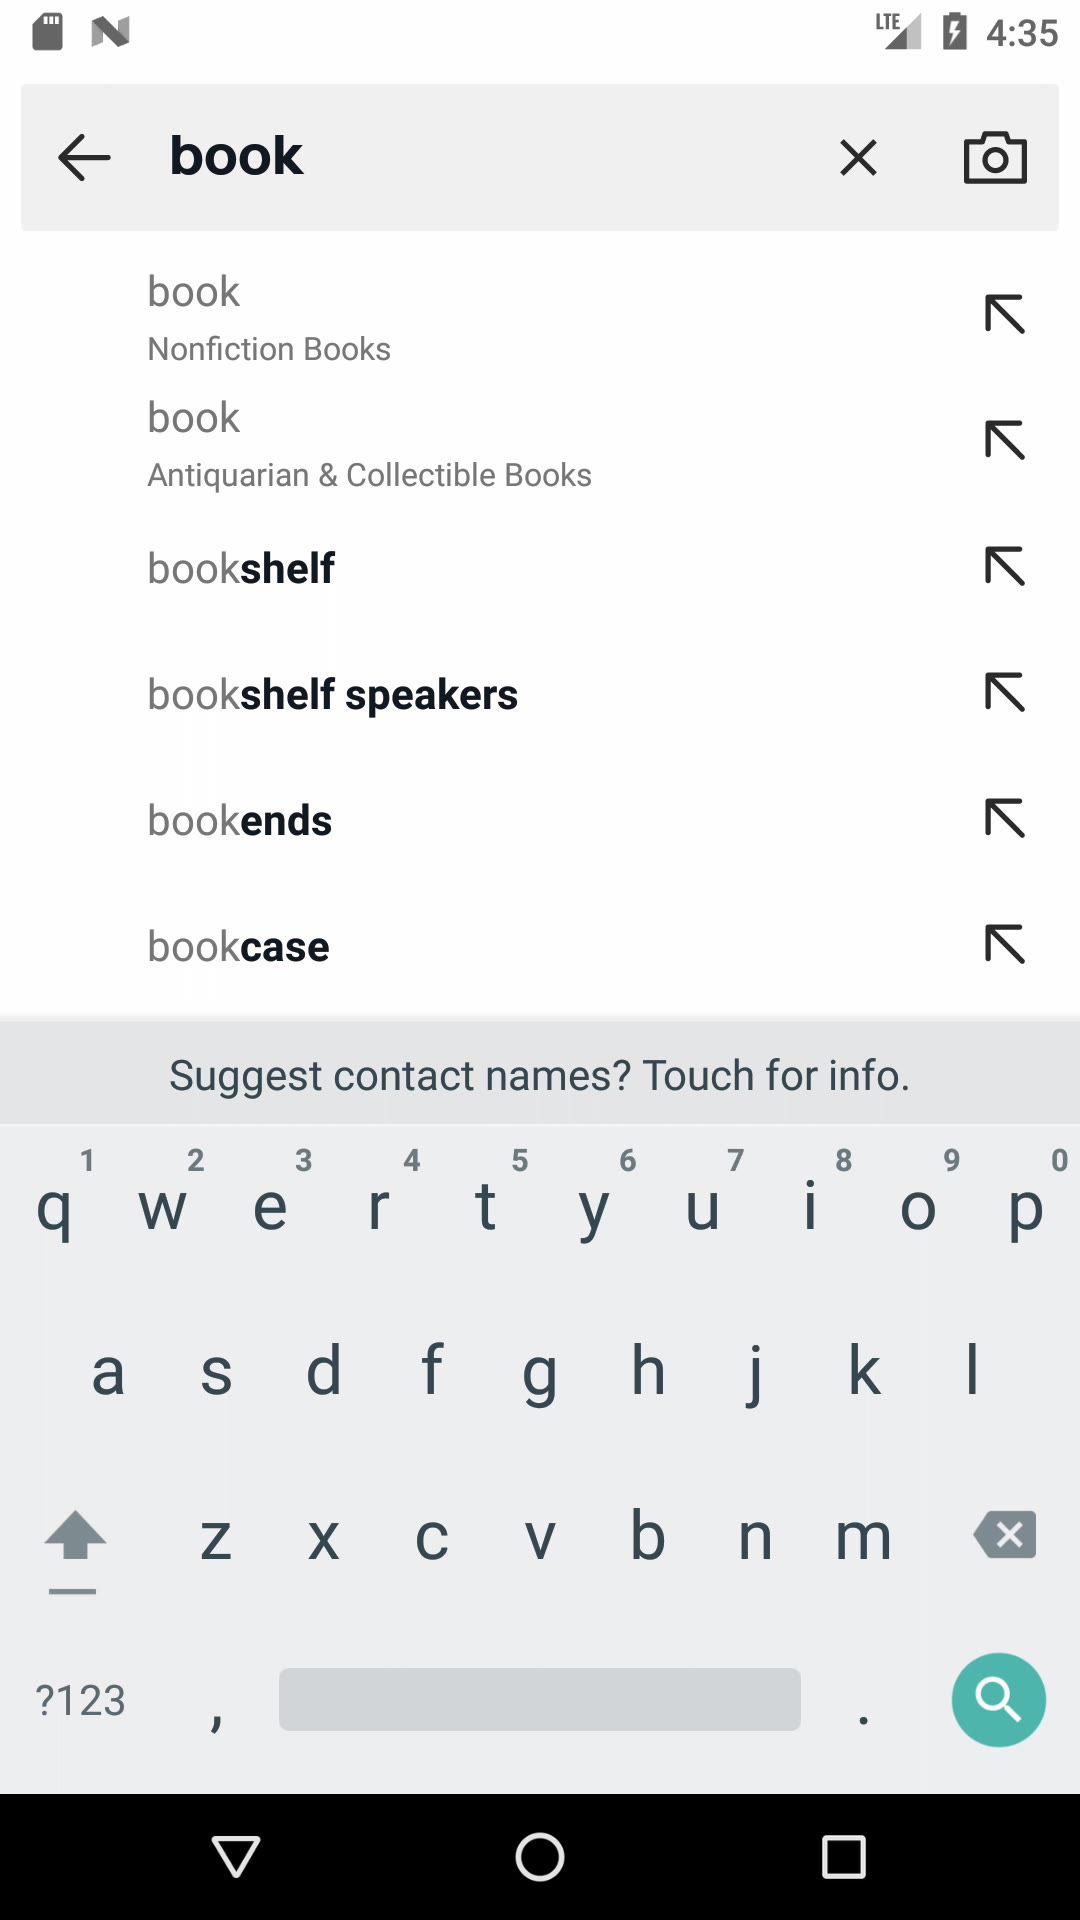 LTE 4:35
book
book
Nonfiction Books
book
Antiquarian & Collectible Books
bookshelf
bookshelf speakers
bookends
bookcase
Suggest contact names? Touch for info.
1 2 3 4 5 6 7 8 9 0
q w e r t y u i o p
a s d f g h j k l
z x c v b n m
?123 , .